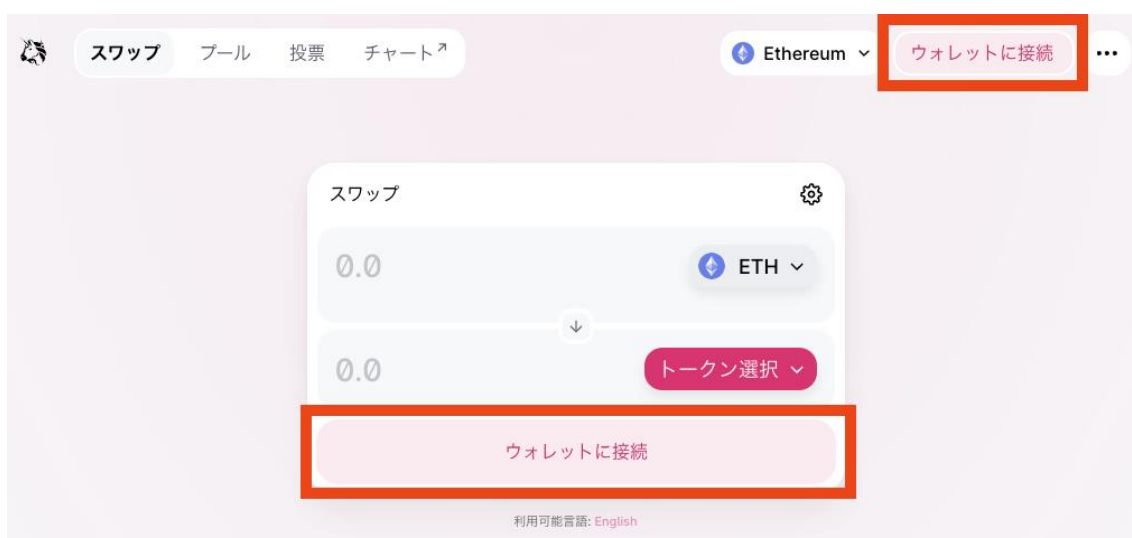 スワップ プール 投票 チャート↗ Ethereum ウォレットに接続
スワップ
0.0 ETH
0.0 トークン選択
ウォレットに接続
利用可能言語: English